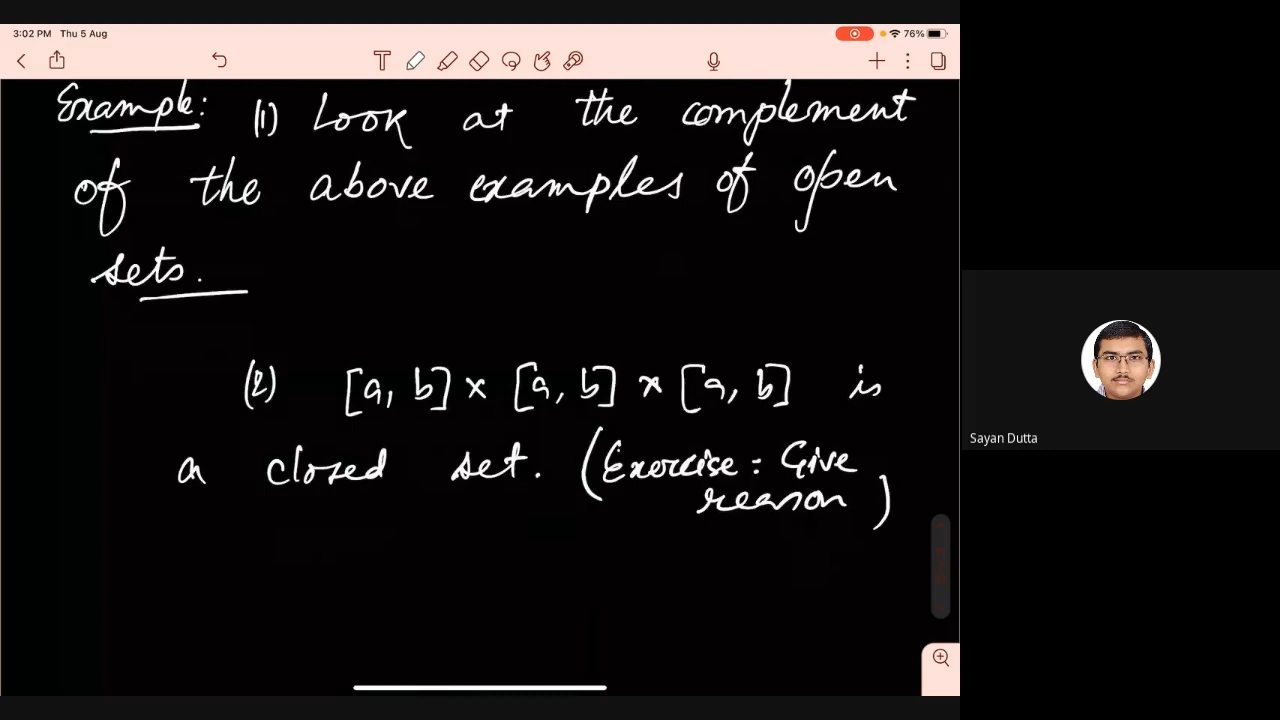 3:02 PM Thu 5 Aug
76%
Example: (1) Look at the complement
of the above examples of open
sets.
(2) [a, b] × [a, b] × [a, b] is
a closed set. (Exercise: Give
reason)
Sayan Dutta